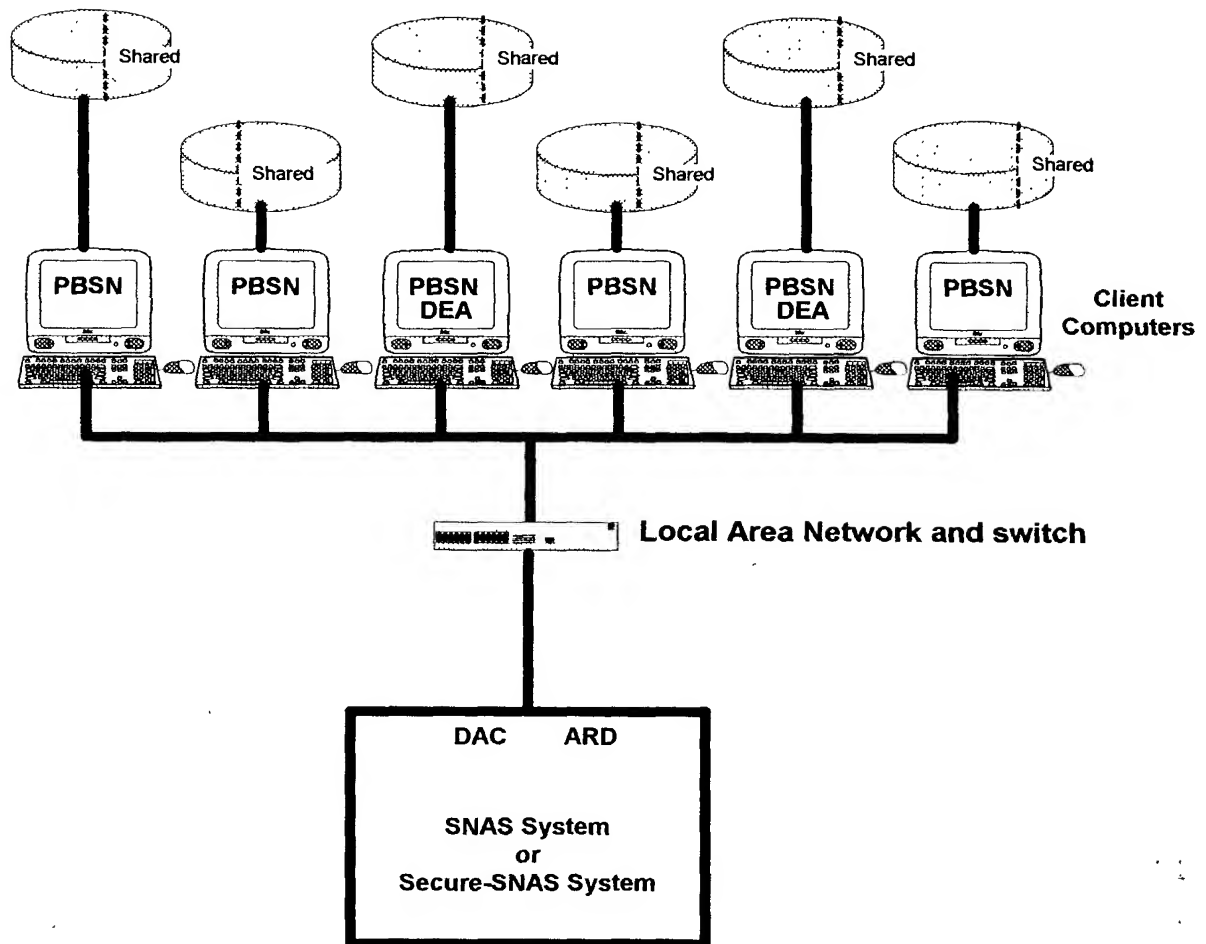 Shared
Shared
Shared
Shared
Shared
Shared
PBSN
PBSN
PBSN
DEA
PBSN
PBSN
DEA
PBSN
Client
Computers
Local Area Network and switch
DAC ARD
SNAS System
or
Secure-SNAS System